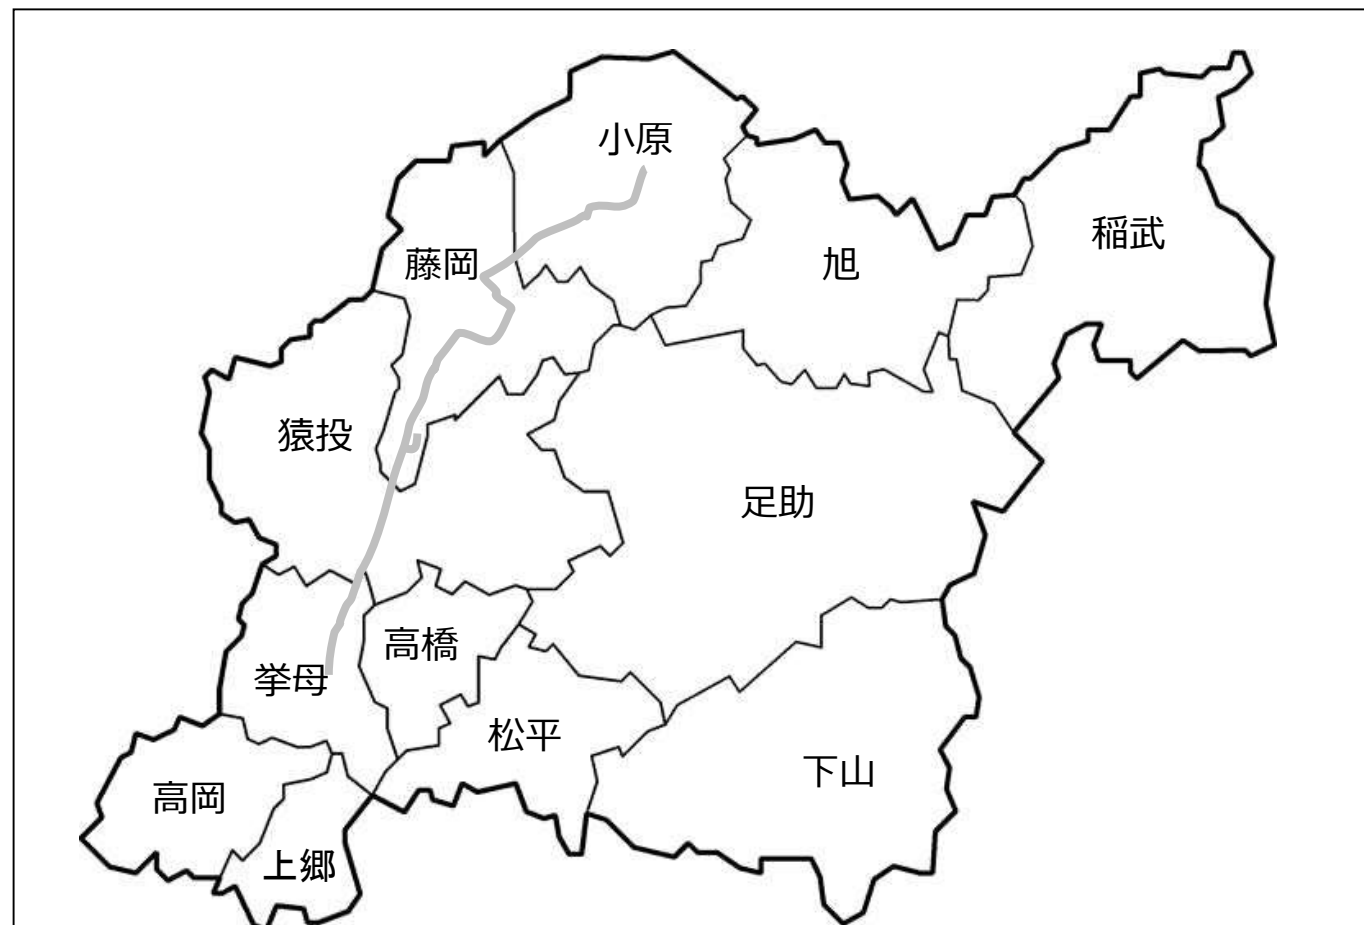 小原
稲武
藤岡
旭
猿投
足助
高橋
挙母
松平
下山
高岡
上郷